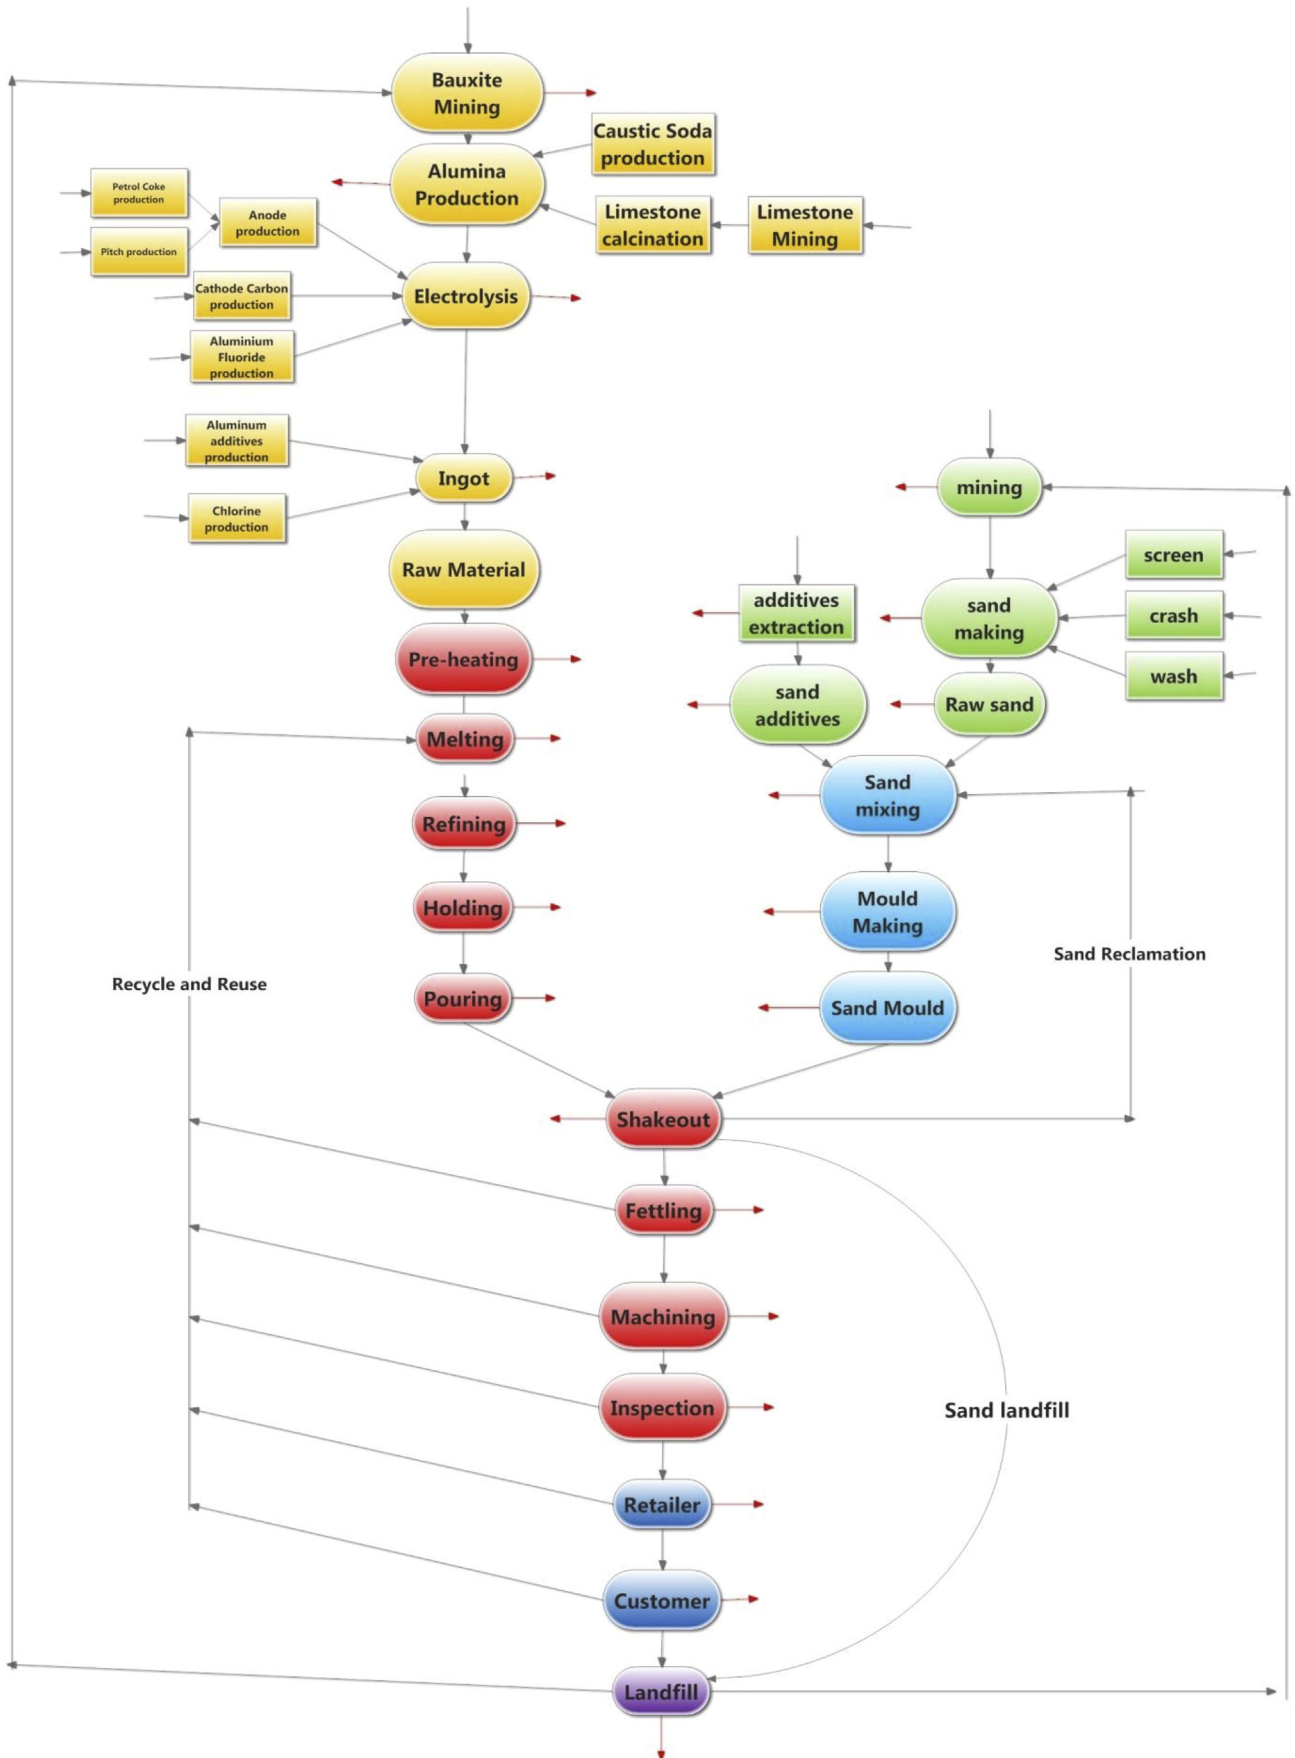 Bauxite
Mining
Caustic Soda
production
Alumina
Production
Petrol Coke
production
Anode
production
Limestone
calcination
Limestone
Mining
Pitch production
Cathode Carbon
production
Electrolysis
Aluminium
Fluoride
production
Aluminum
additives
production
Ingot
Chlorine
production
Raw Material
mining
screen
additives
extraction
sand
making
crash
wash
Pre-heating
sand
additives
Raw sand
Melting
Sand
mixing
Refining
Holding
Mould
Making
Sand Reclamation
Recycle and Reuse
Pouring
Sand Mould
Shakeout
Fettling
Machining
Inspection
Sand landfill
Retailer
Customer
Landfill